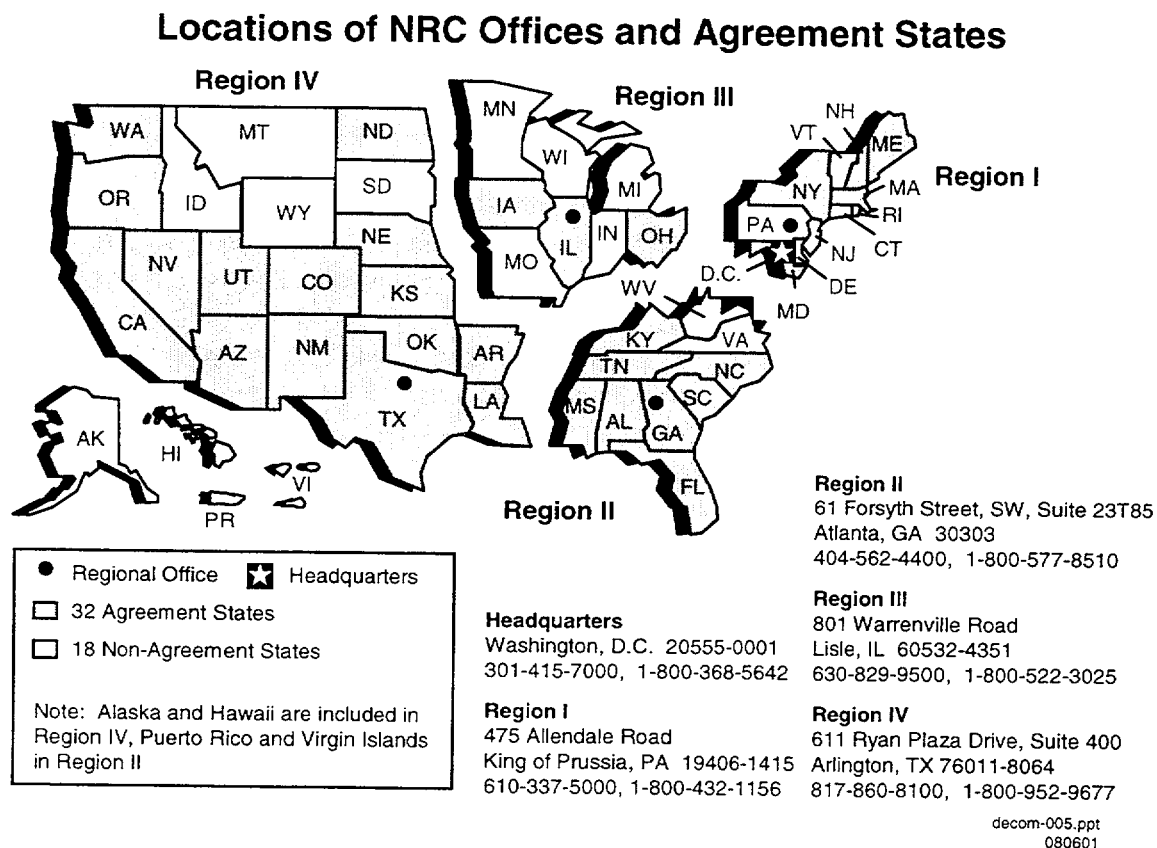 Locations of NRC Offices and Agreement States
Region IV
Region III
Region I
Region II
WA
MT
ND
OR
ID
WY
SD
NE
NV
UT
CO
KS
CA
AZ
NM
OK
TX
AR
LA
AK
HI
PR
VI
MN
WI
MI
IA
IL
IN
OH
MO
NH
VT
ME
NY
MA
RI
CT
PA
NJ
DE
D.C.
MD
WV
KY
VA
TN
NC
SC
MS
AL
GA
FL
Regional Office
Headquarters
32 Agreement States
18 Non-Agreement States
Note: Alaska and Hawaii are included in
Region IV, Puerto Rico and Virgin Islands
in Region II
Headquarters
Washington, D.C. 20555-0001
301-415-7000, 1-800-368-5642
Region I
475 Allendale Road
King of Prussia, PA 19406-1415
610-337-5000, 1-800-432-1156
Region II
61 Forsyth Street, SW, Suite 23T85
Atlanta, GA 30303
404-562-4400, 1-800-577-8510
Region III
801 Warrenville Road
Lisle, IL 60532-4351
630-829-9500, 1-800-522-3025
Region IV
611 Ryan Plaza Drive, Suite 400
Arlington, TX 76011-8064
817-860-8100, 1-800-952-9677
decom-005.ppt
080601